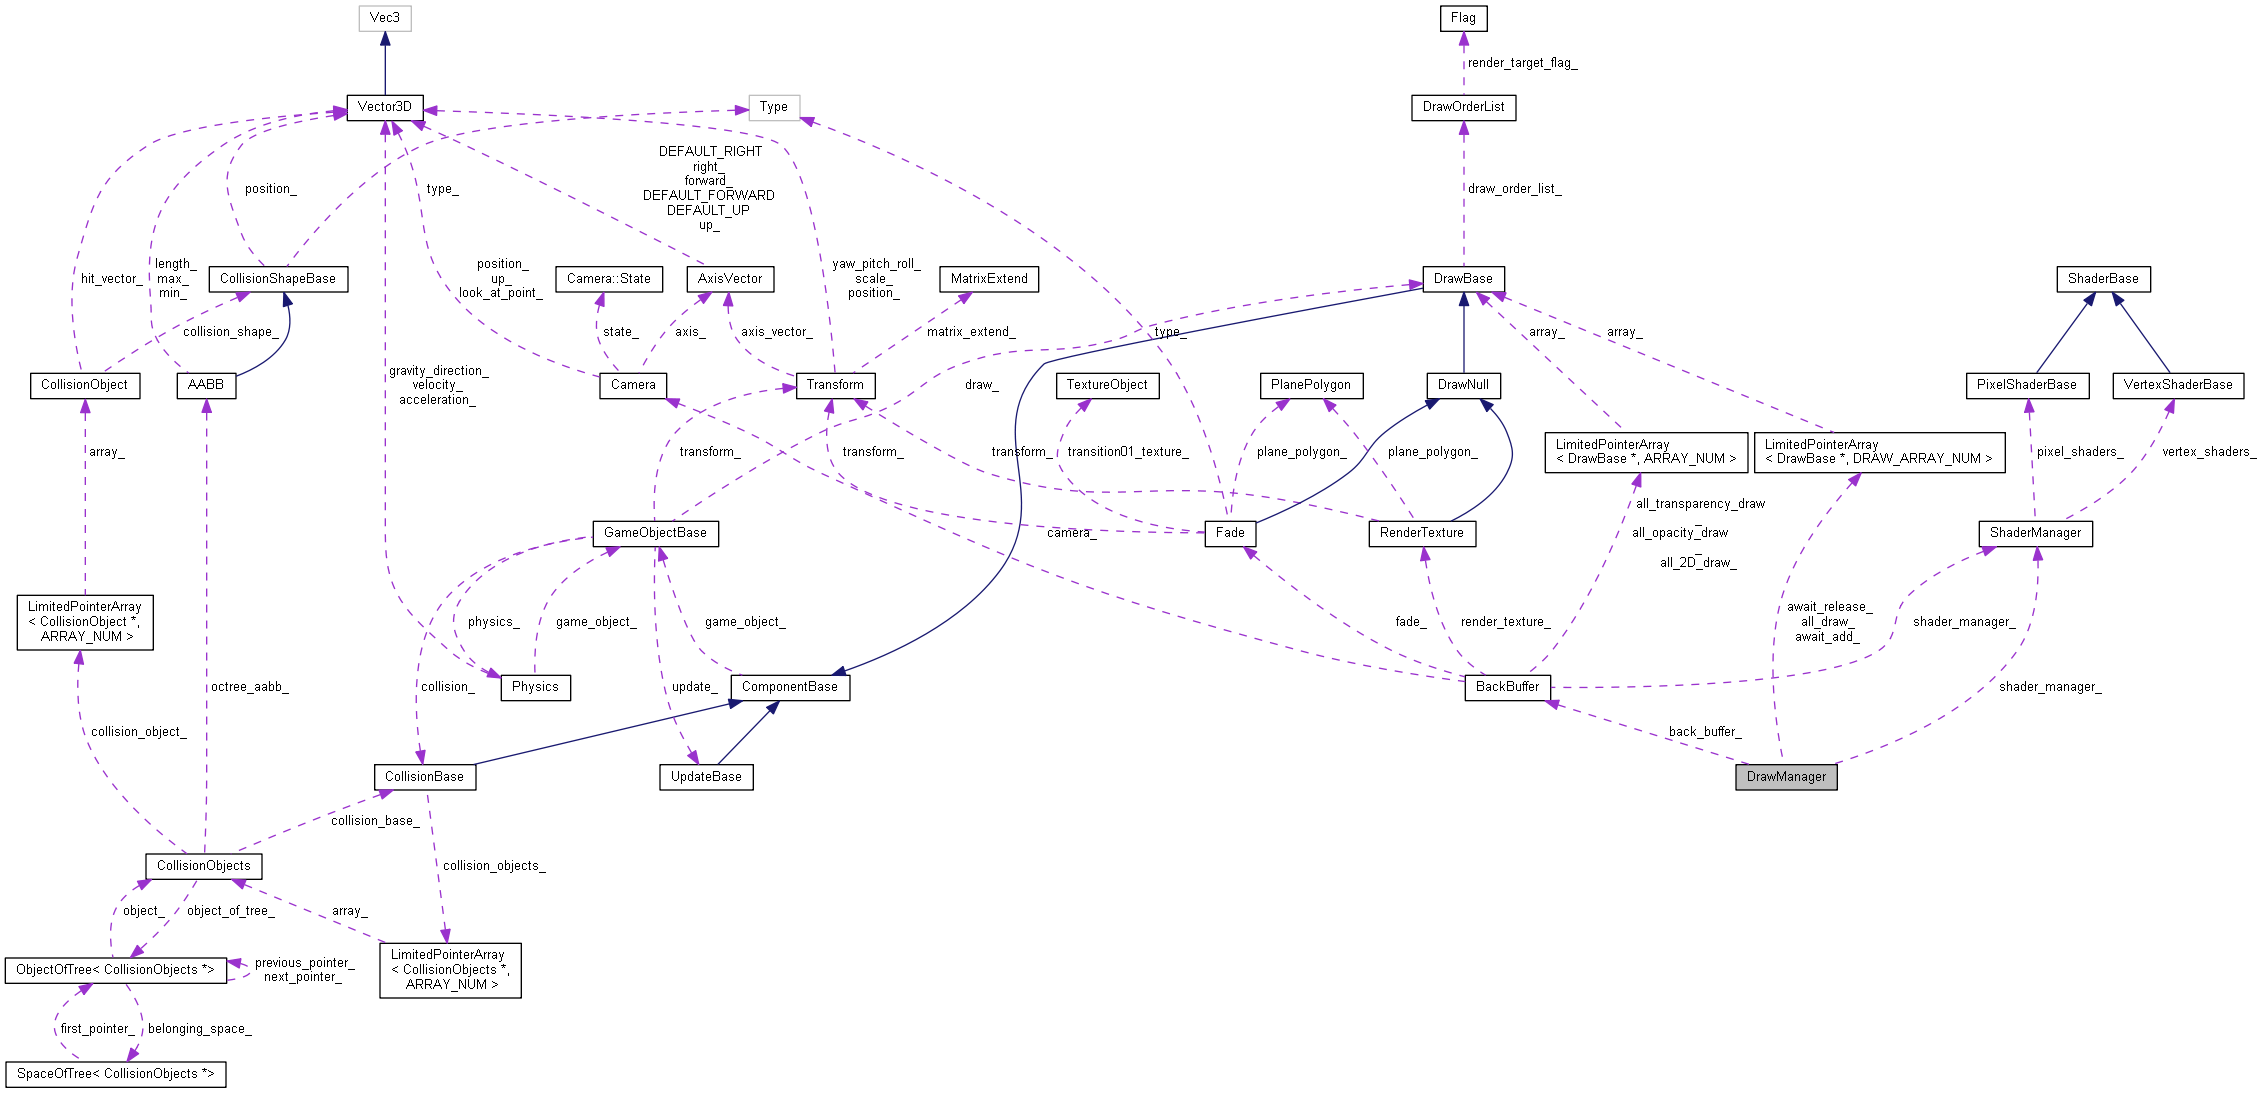 Vec3
Flag
render_target_flag_
Vector3D
Type
DrawOrderList
DEFAULT_RIGHT
right_
forward_
DEFAULT_FORWARD
DEFAULT_UP
up_
position_
type_
draw_order_list_
hit_vector_
length_
max_
min_
CollisionShapeBase
position_
up_
look_at_point_
Camera::State
AxisVector
yaw_pitch_roll_
scale_
position_
MatrixExtend
DrawBase
ShaderBase
collision_shape_
state_
axis_
axis_vector_
matrix_extend_
type_
array_
array_
CollisionObject
AABB
gravity_direction_
velocity_
acceleration_
Camera
Transform
draw_
TextureObject
PlanePolygon
DrawNull
PixelShaderBase
VertexShaderBase
array_
transform_
transform_
transform_
transition01_texture_
plane_polygon_
plane_polygon_
LimitedPointerArray
< DrawBase *, ARRAY_NUM >
LimitedPointerArray
< DrawBase *, DRAW_ARRAY_NUM >
pixel_shaders_
vertex_shaders_
GameObjectBase
camera_
Fade
RenderTexture
all_transparency_draw
_
all_opacity_draw
_
all_2D_draw_
ShaderManager
LimitedPointerArray
< CollisionObject *,
ARRAY_NUM >
physics_
game_object_
game_object_
fade_
render_texture_
await_release_
all_draw_
await_add_
shader_manager_
octree_aabb_
collision_
Physics
update_
ComponentBase
BackBuffer
shader_manager_
collision_object_
back_buffer_
CollisionBase
UpdateBase
DrawManager
collision_base_
CollisionObjects
collision_objects_
object_
object_of_tree_
array_
ObjectOfTree< CollisionObjects *>
previous_pointer_
next_pointer_
LimitedPointerArray
< CollisionObjects *,
ARRAY_NUM >
first_pointer_
belonging_space_
SpaceOfTree< CollisionObjects *>